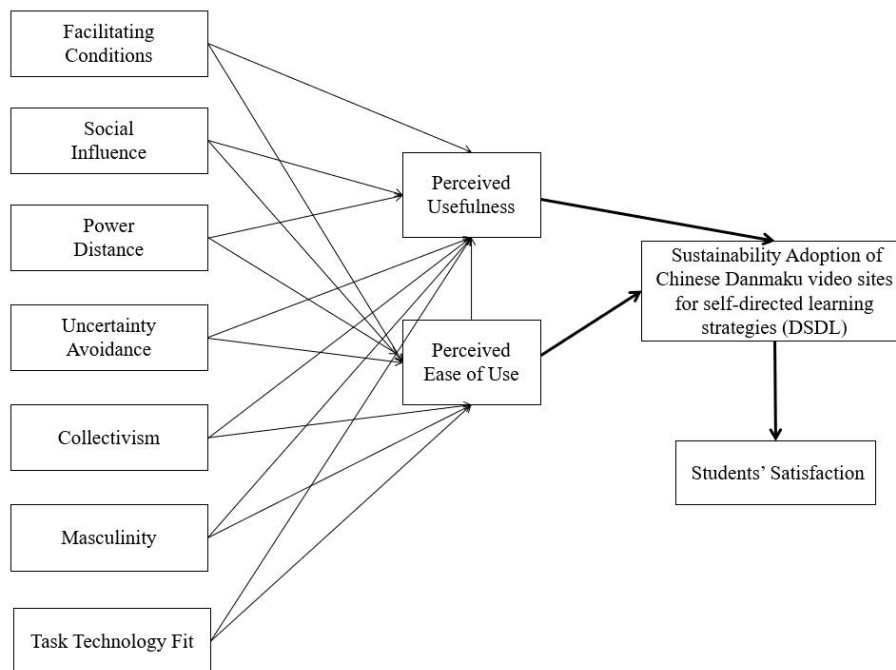 Facilitating
Conditions
Social
Influence
Power
Distance
Uncertainty
Avoidance
Collectivism
Masculinity
Task Technology Fit
Perceived
Usefulness
Perceived
Ease of Use
Sustainability Adoption of
Chinese Danmaku video sites
for self-directed learning
strategies (DSDL)
Students’ Satisfaction